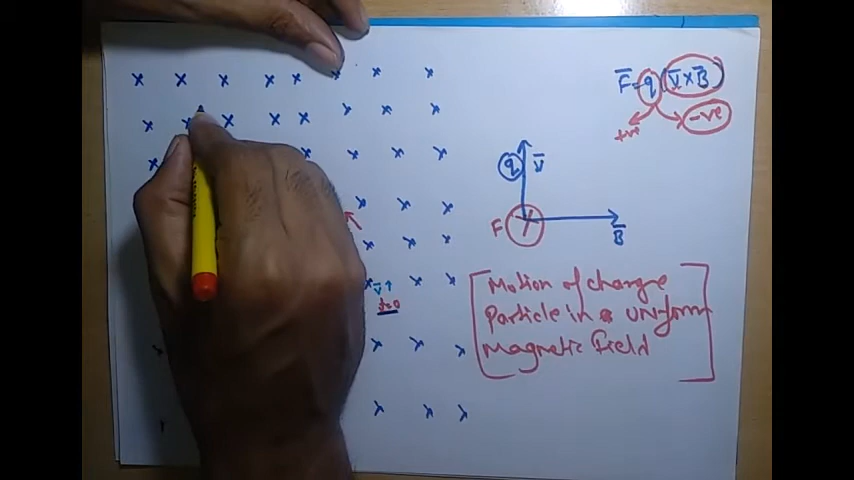 F = q (V × B)
+ve
-ve
q
V
F
B
V ↑
t=0
Motion of charge
Particle in a uniform
Magnetic Field